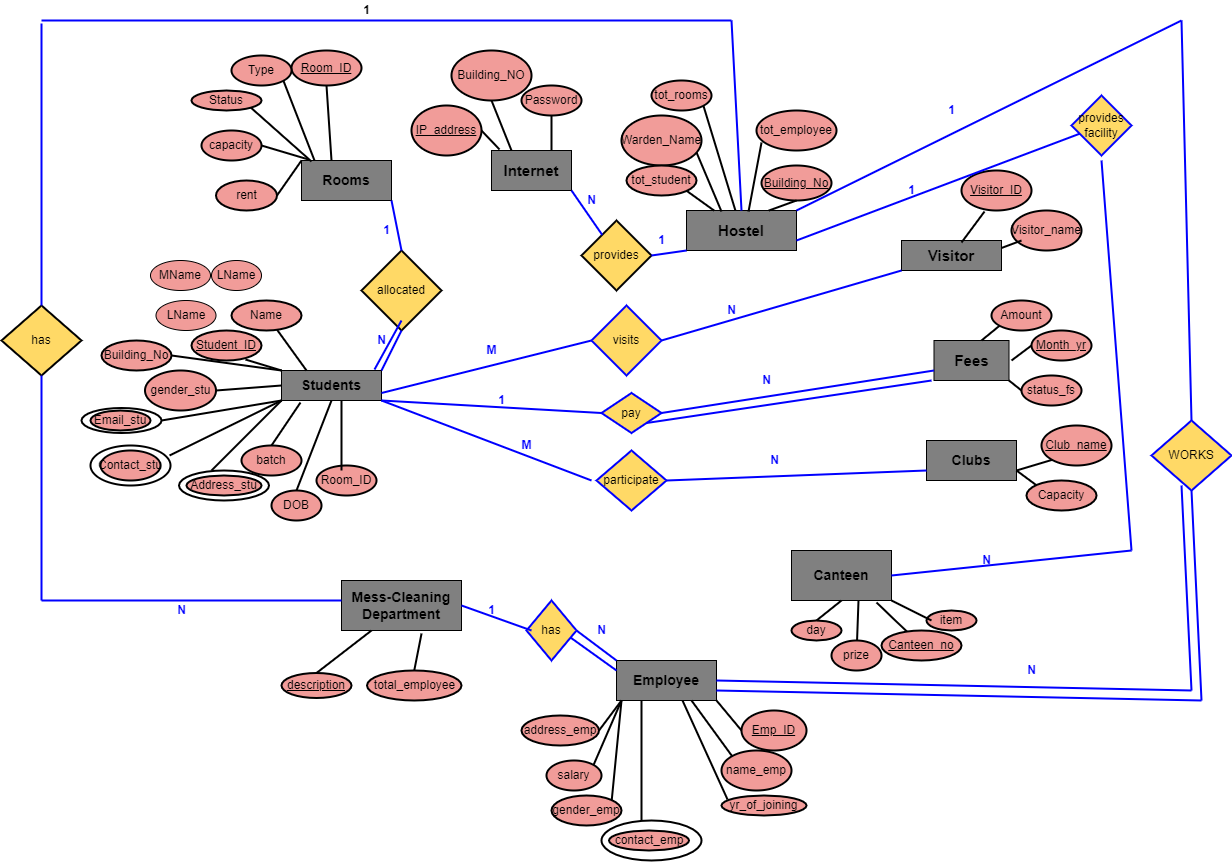 1
Room_ID
Type
Status
capacity
rent
Rooms
Building_NO
Password
IP_address
Internet
tot_rooms
Warden_Name
tot_employee
tot_student
Building_No
Hostel
1
provides
facility
1
Visitor_ID
Visitor_name
Visitor
N
1
provides
1
allocated
N
MName
LName
LName
Name
Student_ID
Building_No
gender_stu
Email_stu
Contact_stu
Address_stu
batch
DOB
Room_ID
Students
has
M
visits
N
Amount
Month_yr
status_fs
Fees
1
pay
N
M
participate
N
Clubs
Club_name
Capacity
WORKS
N
Canteen
day
prize
Canteen_no
item
N
Mess-Cleaning
Department
description
total_employee
1
has
N
Employee
N
address_emp
salary
gender_emp
contact_emp
Emp_ID
name_emp
yr_of_joining